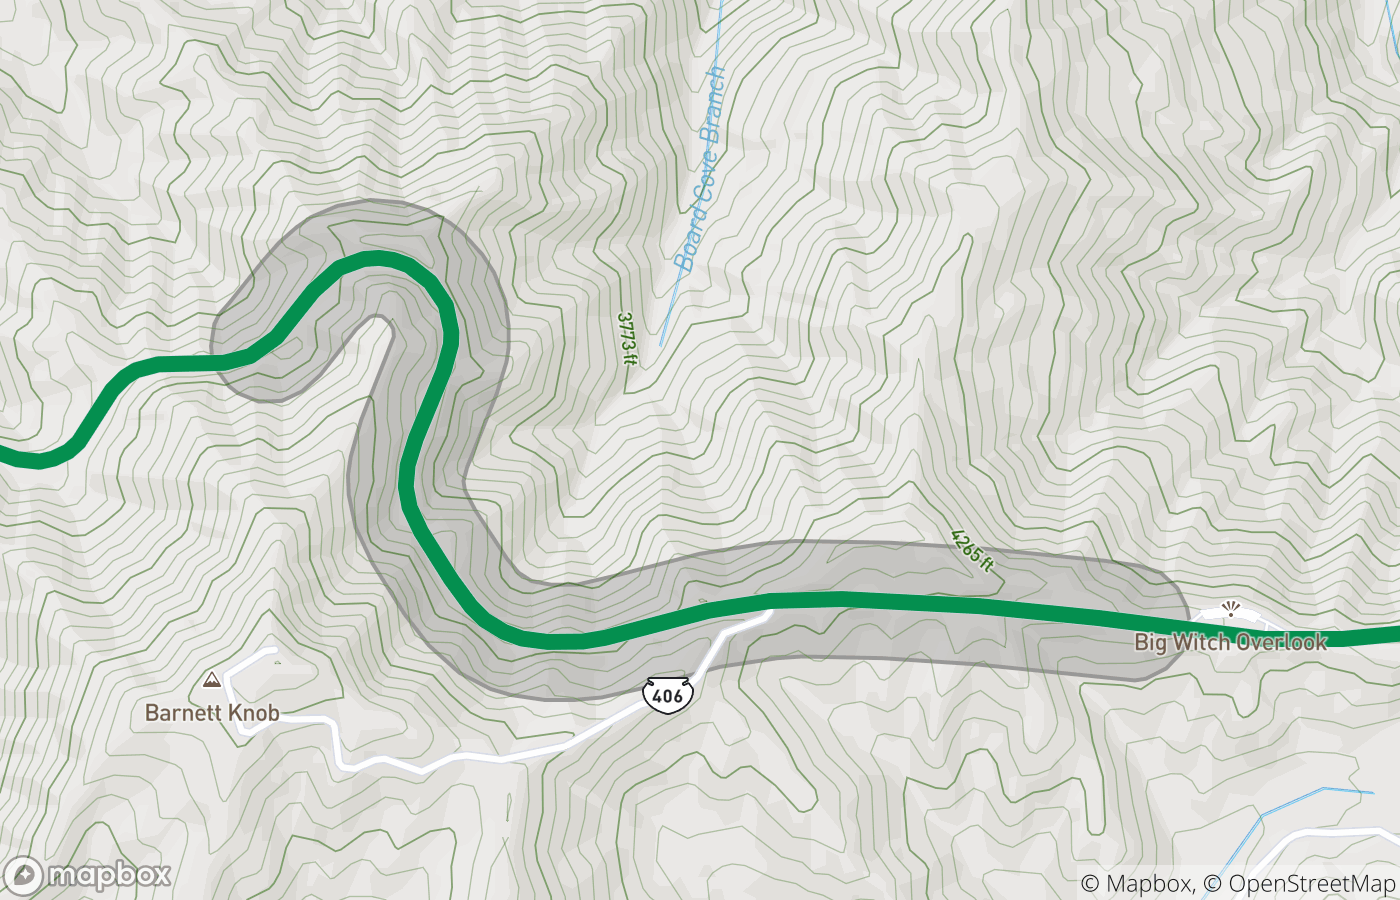 Board Cove Branch
3773 ft
4265 ft
Big Witch Overlook
406
Barnett Knob
mapbox
© Mapbox, © OpenStreetMap